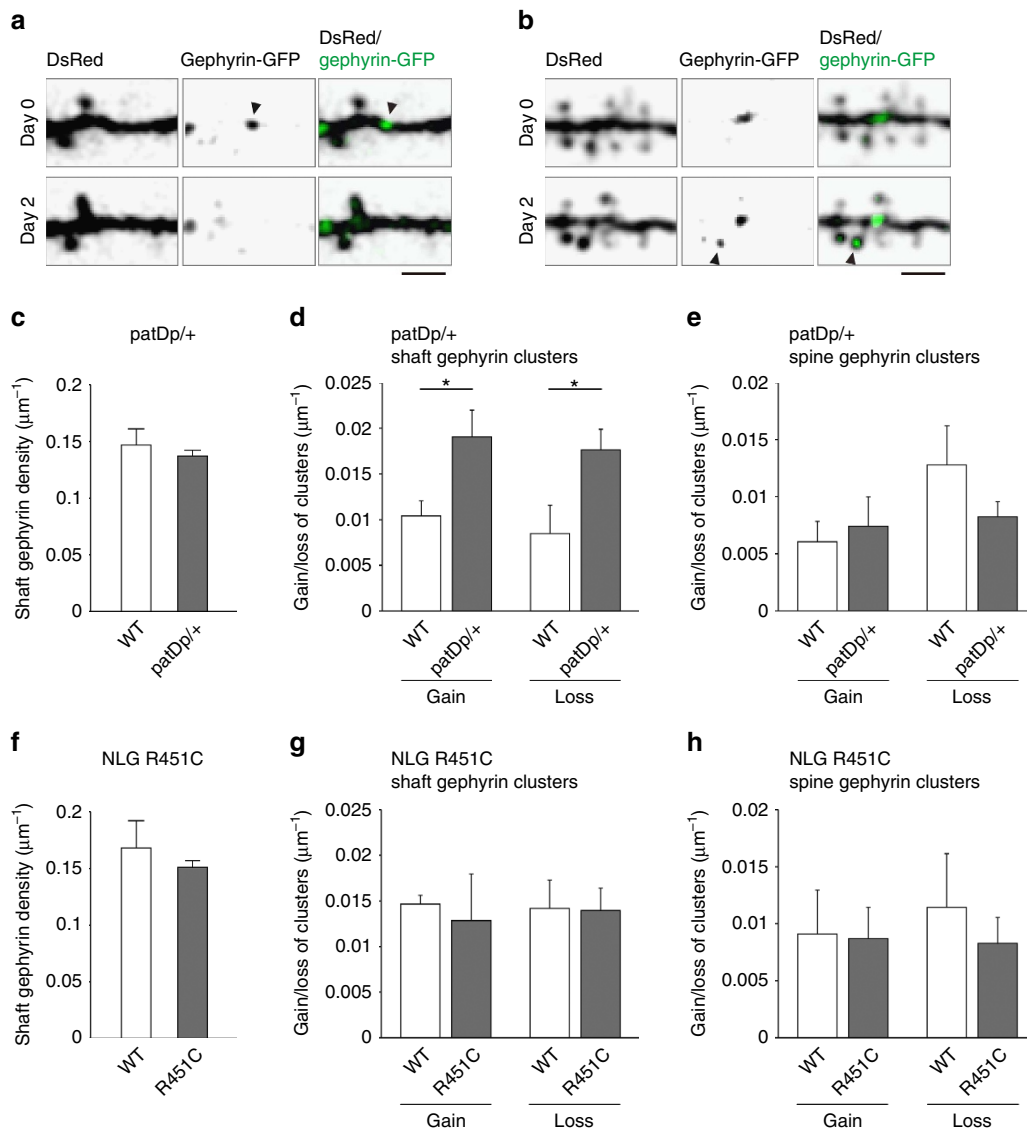 a
DsRed
Gephyrin-GFP
DsRed/
gephyrin-GFP
Day 0
Day 2
b
DsRed
Gephyrin-GFP
DsRed/
gephyrin-GFP
Day 0
Day 2
c
patDp/+
Shaft gephyrin density (μm⁻¹)
0.2
0.15
0.1
0.05
0
WT
patDp/+
d
patDp/+
shaft gephyrin clusters
Gain/loss of clusters (μm⁻¹)
0.025
0.02
0.015
0.01
0.005
0
*
*
WT
patDp/+
WT
patDp/+
Gain
Loss
e
patDp/+
spine gephyrin clusters
Gain/loss of clusters (μm⁻¹)
0.02
0.015
0.01
0.005
0
WT
patDp/+
WT
patDp/+
Gain
Loss
f
NLG R451C
Shaft gephyrin density (μm⁻¹)
0.2
0.15
0.1
0.05
0
WT
R451C
g
NLG R451C
shaft gephyrin clusters
Gain/loss of clusters (μm⁻¹)
0.025
0.02
0.015
0.01
0.005
0
WT
R451C
WT
R451C
Gain
Loss
h
NLG R451C
spine gephyrin clusters
Gain/loss of clusters (μm⁻¹)
0.02
0.015
0.01
0.005
0
WT
R451C
WT
R451C
Gain
Loss